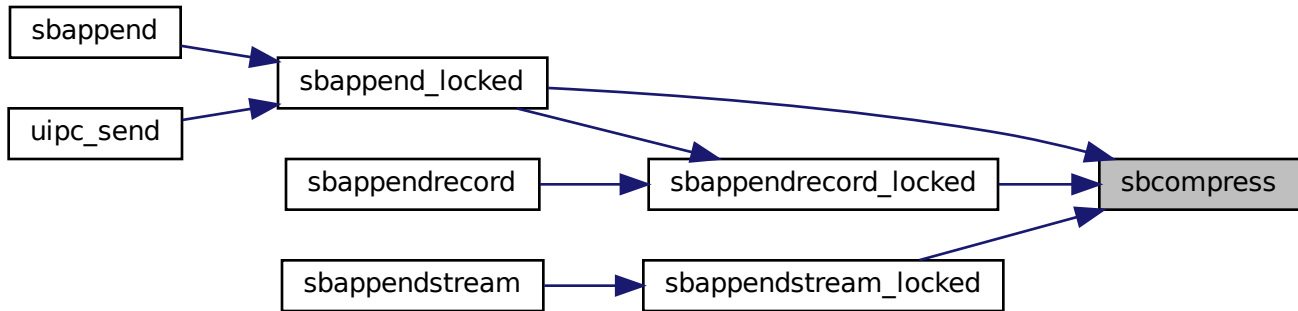 sbappend
sbappend_locked
uipc_send
sbappendrecord
sbappendrecord_locked
sbcompress
sbappendstream
sbappendstream_locked